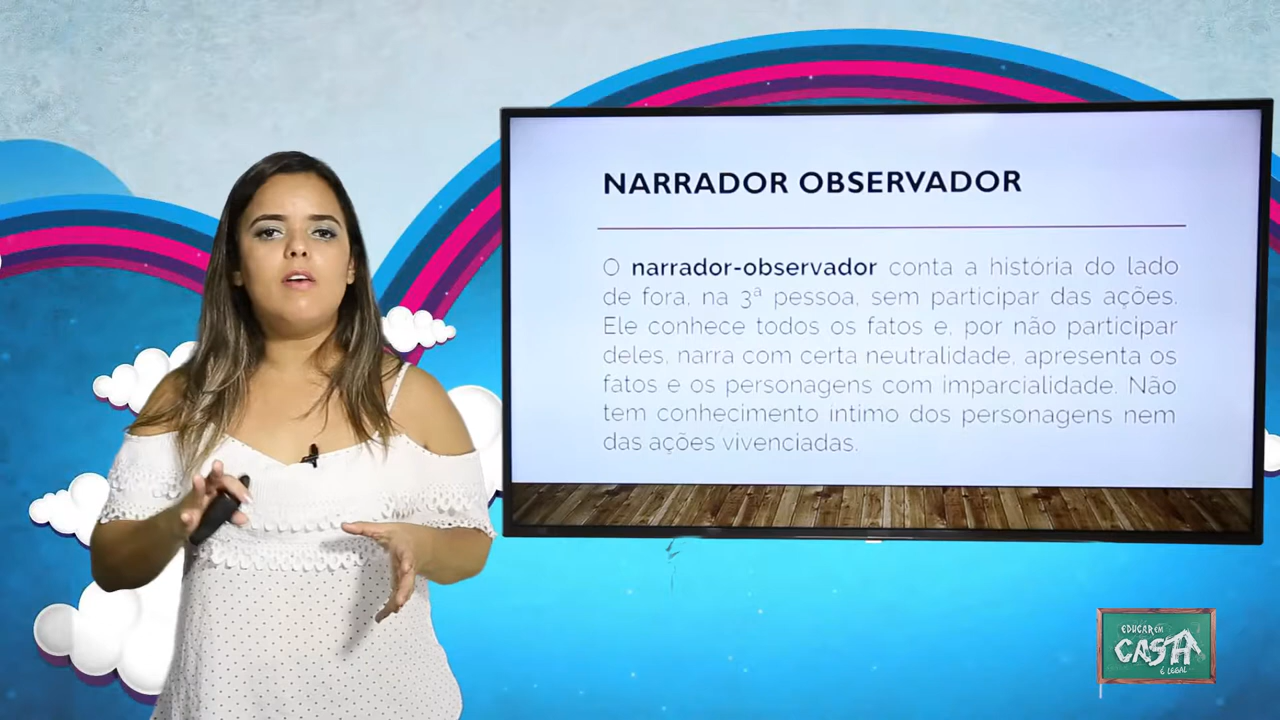 NARRADOR OBSERVADOR
O narrador-observador conta a história do lado
de fora, na 3ª pessoa, sem participar das ações.
Ele conhece todos os fatos e, por não participar
deles, narra com certa neutralidade, apresenta os
fatos e os personagens com imparcialidade. Não
tem conhecimento íntimo dos personagens nem
das ações vivenciadas.
EDUCAR EM
CASA
É LEGAL